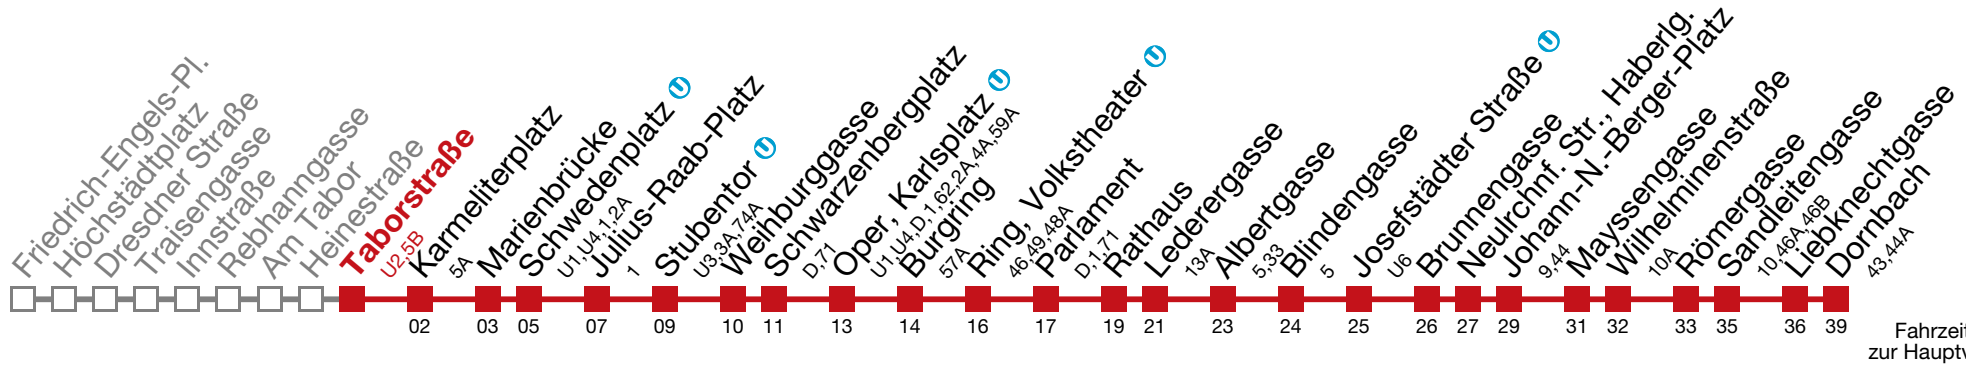 Friedrich-Engels-Pl.
Höchstädtplatz
Dresdner Straße
Traisengasse
Innstraße
Rebhanngasse
Am Tabor
Heinestraße
Taborstraße
U2,5B
Karmeliterplatz
5A
Marienbrücke
Schwedenplatz U
U1,U4,1,2A
Julius-Raab-Platz
1
Stubentor U
U3,3A,74A
Weihburggasse
Schwarzenbergplatz
D,71
Oper, Karlsplatz U
U1,U4,D,1,62,2A,4A,59A
Burgring
57A
Ring, Volkstheater U
46,49,48A
Parlament
D,1,71
Rathaus
Lederergasse
13A
Albertgasse
5,33
Blindengasse
5
Josefstädter Straße U
U6
Brunnengasse
Neulrchnf. Str., Haberlg.
Johann-N.-Berger-Platz
9,44
Mayssengasse
Wilhelminenstraße
10A
Römergasse
Sandleitengasse
10,46A,46B
Liebknechtgasse
Dornbach
43,44A
02 03 05 07 09 10 11 13 14 16 17 19 21 23 24 25 26 27 29 31 32 33 35 36 39
Fahrzeit
zur Hauptv